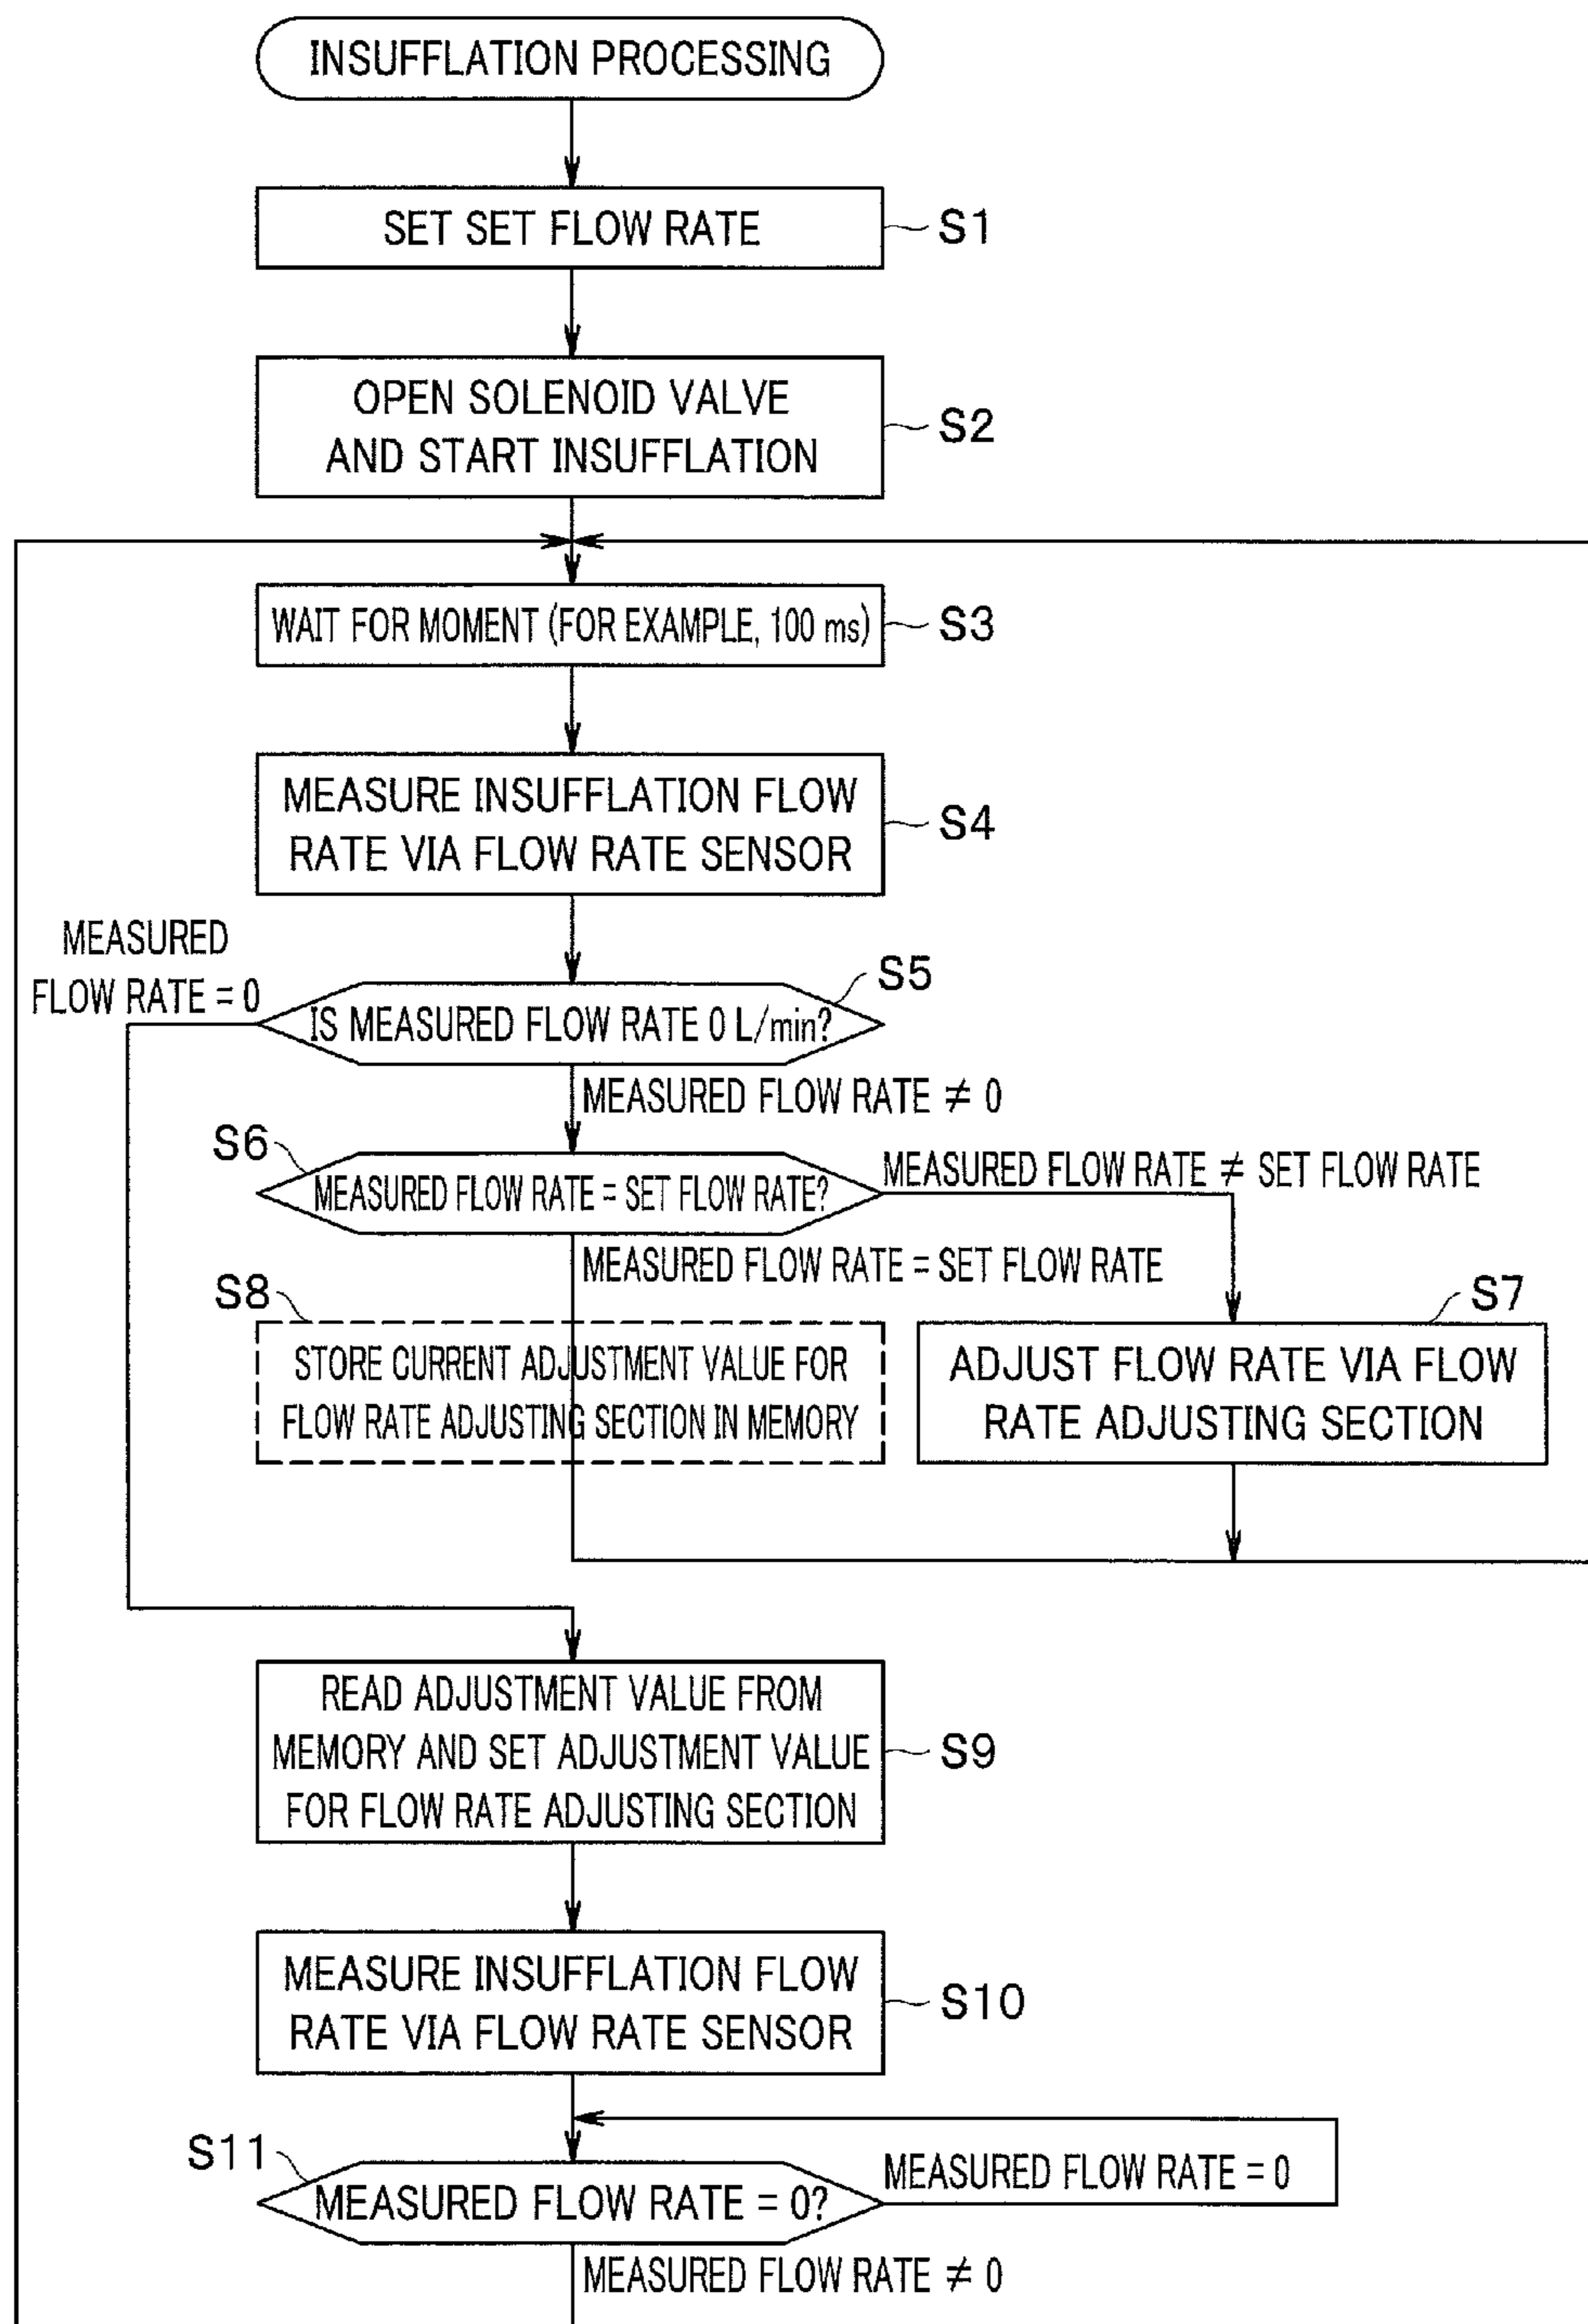 INSUFFLATION PROCESSING
SET SET FLOW RATE
S1
OPEN SOLENOID VALVE
AND START INSUFFLATION
S2
WAIT FOR MOMENT (FOR EXAMPLE, 100 ms)
S3
MEASURE INSUFFLATION FLOW
RATE VIA FLOW RATE SENSOR
S4
MEASURED
FLOW RATE = 0
S5
IS MEASURED FLOW RATE 0 L/min?
MEASURED FLOW RATE ≠ 0
S6
MEASURED FLOW RATE = SET FLOW RATE?
MEASURED FLOW RATE ≠ SET FLOW RATE
MEASURED FLOW RATE = SET FLOW RATE
S8
STORE CURRENT ADJUSTMENT VALUE FOR
FLOW RATE ADJUSTING SECTION IN MEMORY
S7
ADJUST FLOW RATE VIA FLOW
RATE ADJUSTING SECTION
READ ADJUSTMENT VALUE FROM
MEMORY AND SET ADJUSTMENT VALUE
FOR FLOW RATE ADJUSTING SECTION
S9
MEASURE INSUFFLATION FLOW
RATE VIA FLOW RATE SENSOR
S10
S11
MEASURED FLOW RATE = 0?
MEASURED FLOW RATE = 0
MEASURED FLOW RATE ≠ 0